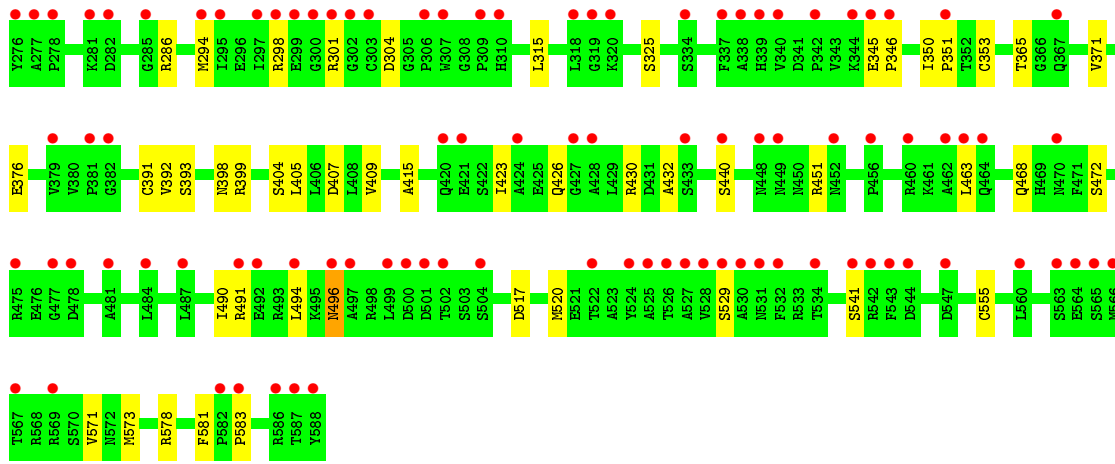 Y276 A277 P278 K281 D282 G285 R286 M294 I295 E296 I297 R298 E299 G300 R301 G302 C303 D304 G305 P306 W307 G308 P309 H310 L315 L318 G319 K320 S325 S334 F337 A338 H339 V340 D341 P342 V343 K344 E345 P346 I350 P351 T352 C353 T365 G366 Q367 V371
E376 V379 V380 P381 G382 C391 V392 S393 N398 R399 S404 L405 L406 D407 L408 V409 A415 Q420 E421 S422 I423 A424 E425 Q426 G427 A428 L429 R430 D431 A432 S433 S440 N448 N449 N450 R451 N452 P456 R460 K461 A462 L463 Q464 Q468 H469 N470 F471 S472
R475 E476 G477 D478 A481 L484 L487 I490 R491 E492 R493 L494 K495 N496 A497 R498 L499 D500 D501 T502 S503 S504 D517 M520 E521 T522 A523 Y524 A525 T526 A527 V528 S529 A530 N531 F532 R533 T534 S541 R542 F543 D544 D547 C555 L560 S563 E564 S565 M566
T567 R568 R569 S570 V571 N572 M573 R578 F581 P582 P583 R586 T587 Y588